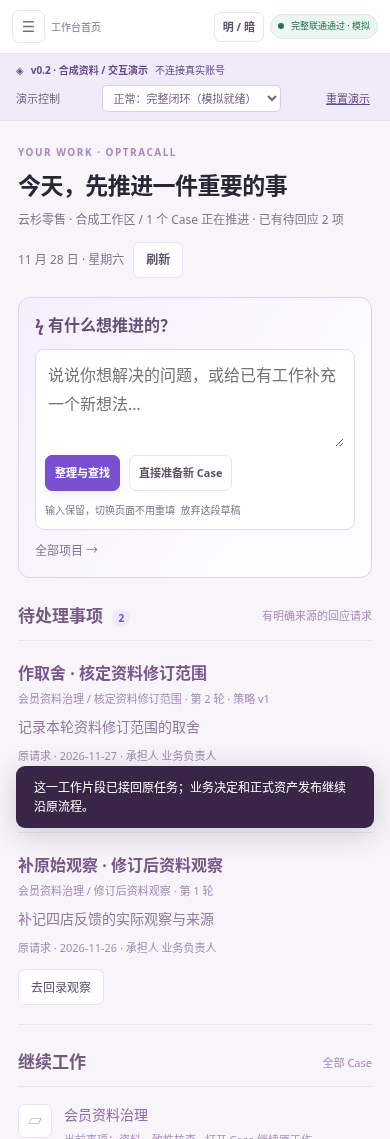 工作台首页
明 / 暗
完整联通通过 · 模拟
v0.2 · 合成资料 / 交互演示 不连接真实账号
演示控制
正常：完整闭环（模拟就绪）
重置演示
YOUR WORK · OPTRACALL
今天，先推进一件重要的事
云杉零售 · 合成工作区 / 1 个 Case 正在推进 · 已有待回应 2 项
11 月 28 日 · 星期六
刷新
有什么想推进的？
说说你想解决的问题，或给已有工作补充
一个新想法…
整理与查找
直接准备新 Case
输入保留，切换页面不用重填 放弃这段草稿
全部项目 →
待处理事项 2
有明确来源的回应请求
作取舍 · 核定资料修订范围
会员资料治理 / 核定资料修订范围 · 第 2 轮 · 策略 v1
记录本轮资料修订范围的取舍
原请求 · 2026-11-27 · 承担人 业务负责人
这一工作片段已接回原任务；业务决定和正式资产发布继续
沿原流程。
补原始观察 · 修订后资料观察
会员资料治理 / 修订后资料观察 · 第 1 轮
补记四店反馈的实际观察与来源
原请求 · 2026-11-26 · 承担人 业务负责人
去回录观察
继续工作
全部 Case
会员资料治理